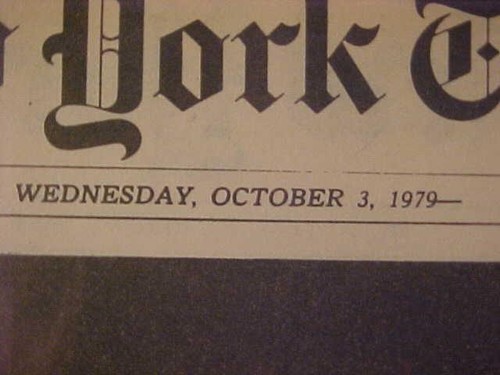 York
WEDNESDAY, OCTOBER 3, 1979—